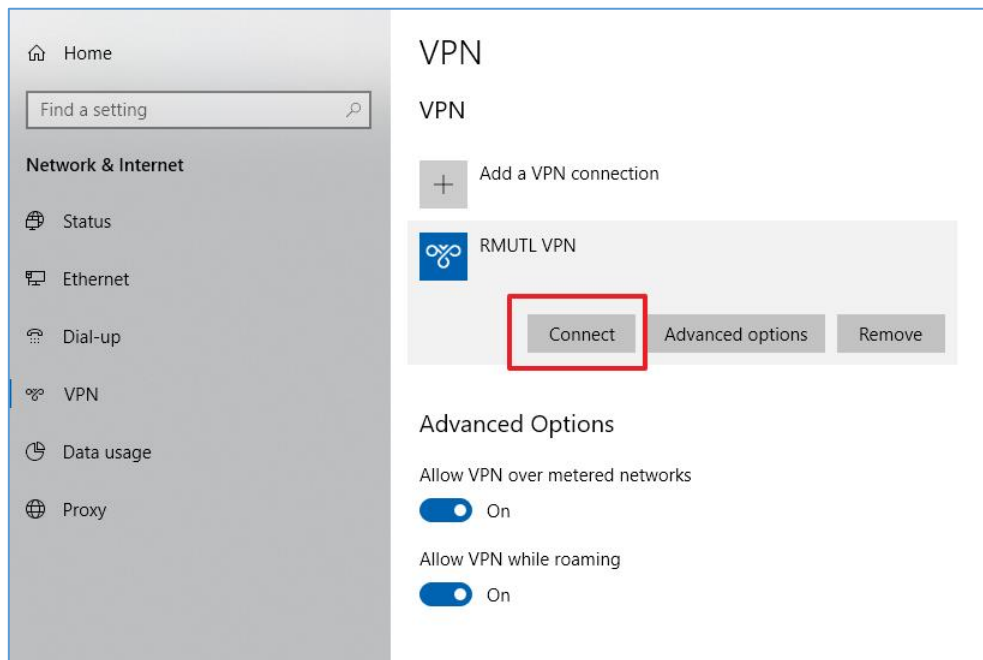 Home
Find a setting
Network & Internet
Status
Ethernet
Dial-up
VPN
Data usage
Proxy
VPN
VPN
Add a VPN connection
RMUTL VPN
Connect
Advanced options
Remove
Advanced Options
Allow VPN over metered networks
On
Allow VPN while roaming
On